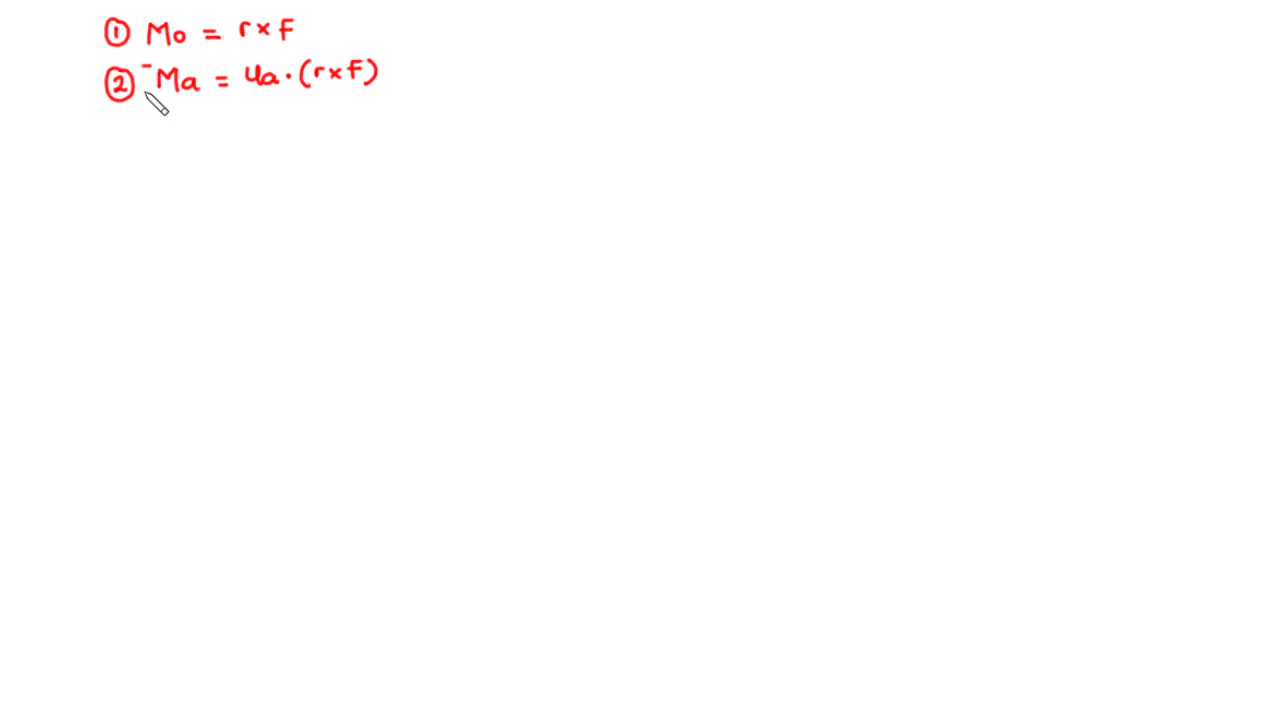 ① Mo = r×F
② ⁻Ma = ua·(r×F)